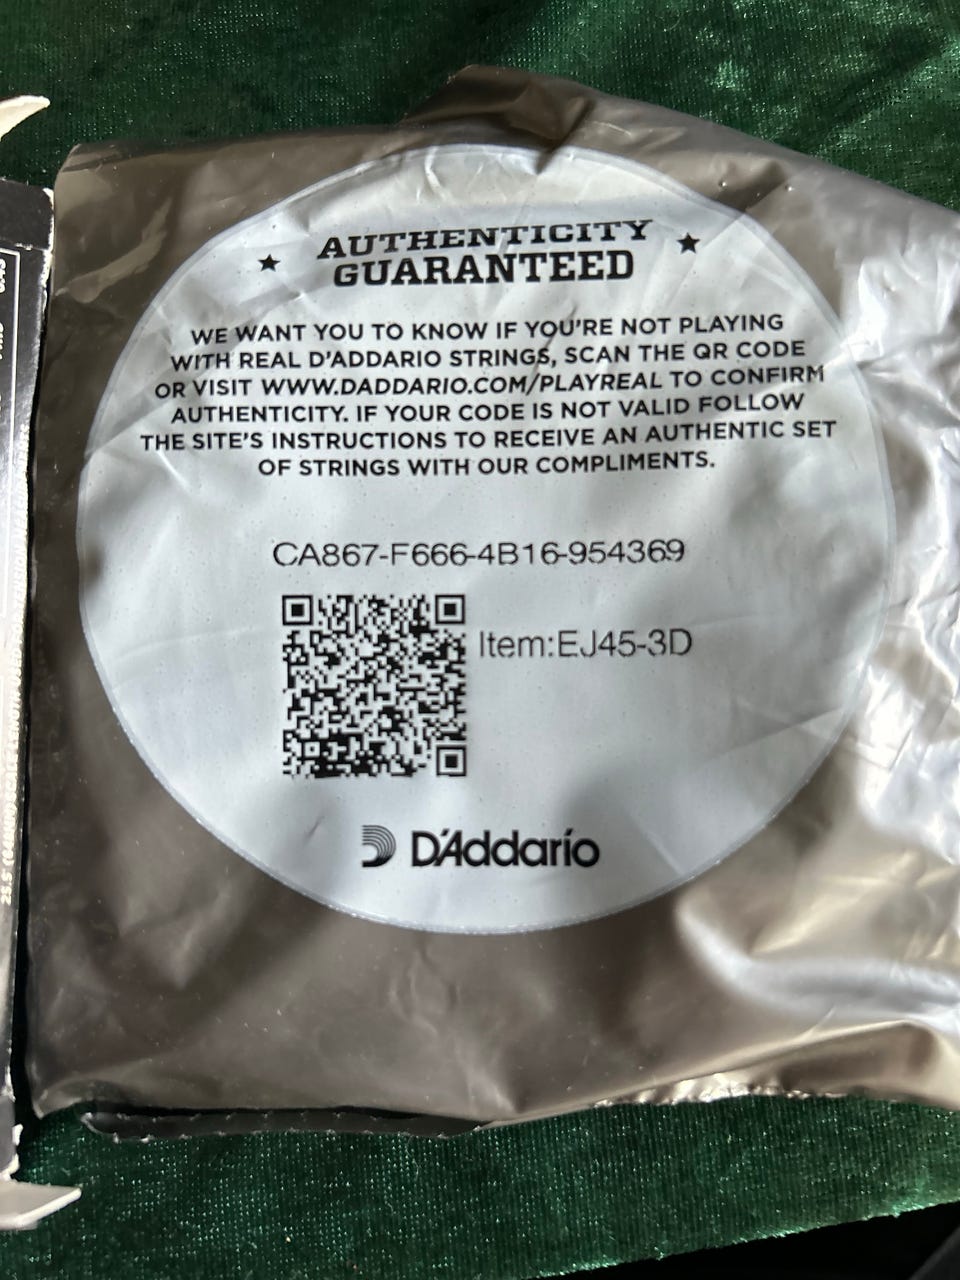 AUTHENTICITY
GUARANTEED
WE WANT YOU TO KNOW IF YOU'RE NOT PLAYING
WITH REAL D'ADDARIO STRINGS, SCAN THE QR CODE
OR VISIT WWW.DADDARIO.COM/PLAYREAL TO CONFIRM
AUTHENTICITY. IF YOUR CODE IS NOT VALID FOLLOW
THE SITE'S INSTRUCTIONS TO RECEIVE AN AUTHENTIC SET
OF STRINGS WITH OUR COMPLIMENTS.
CA867-F666-4B16-954369
Item:EJ45-3D
D'Addario